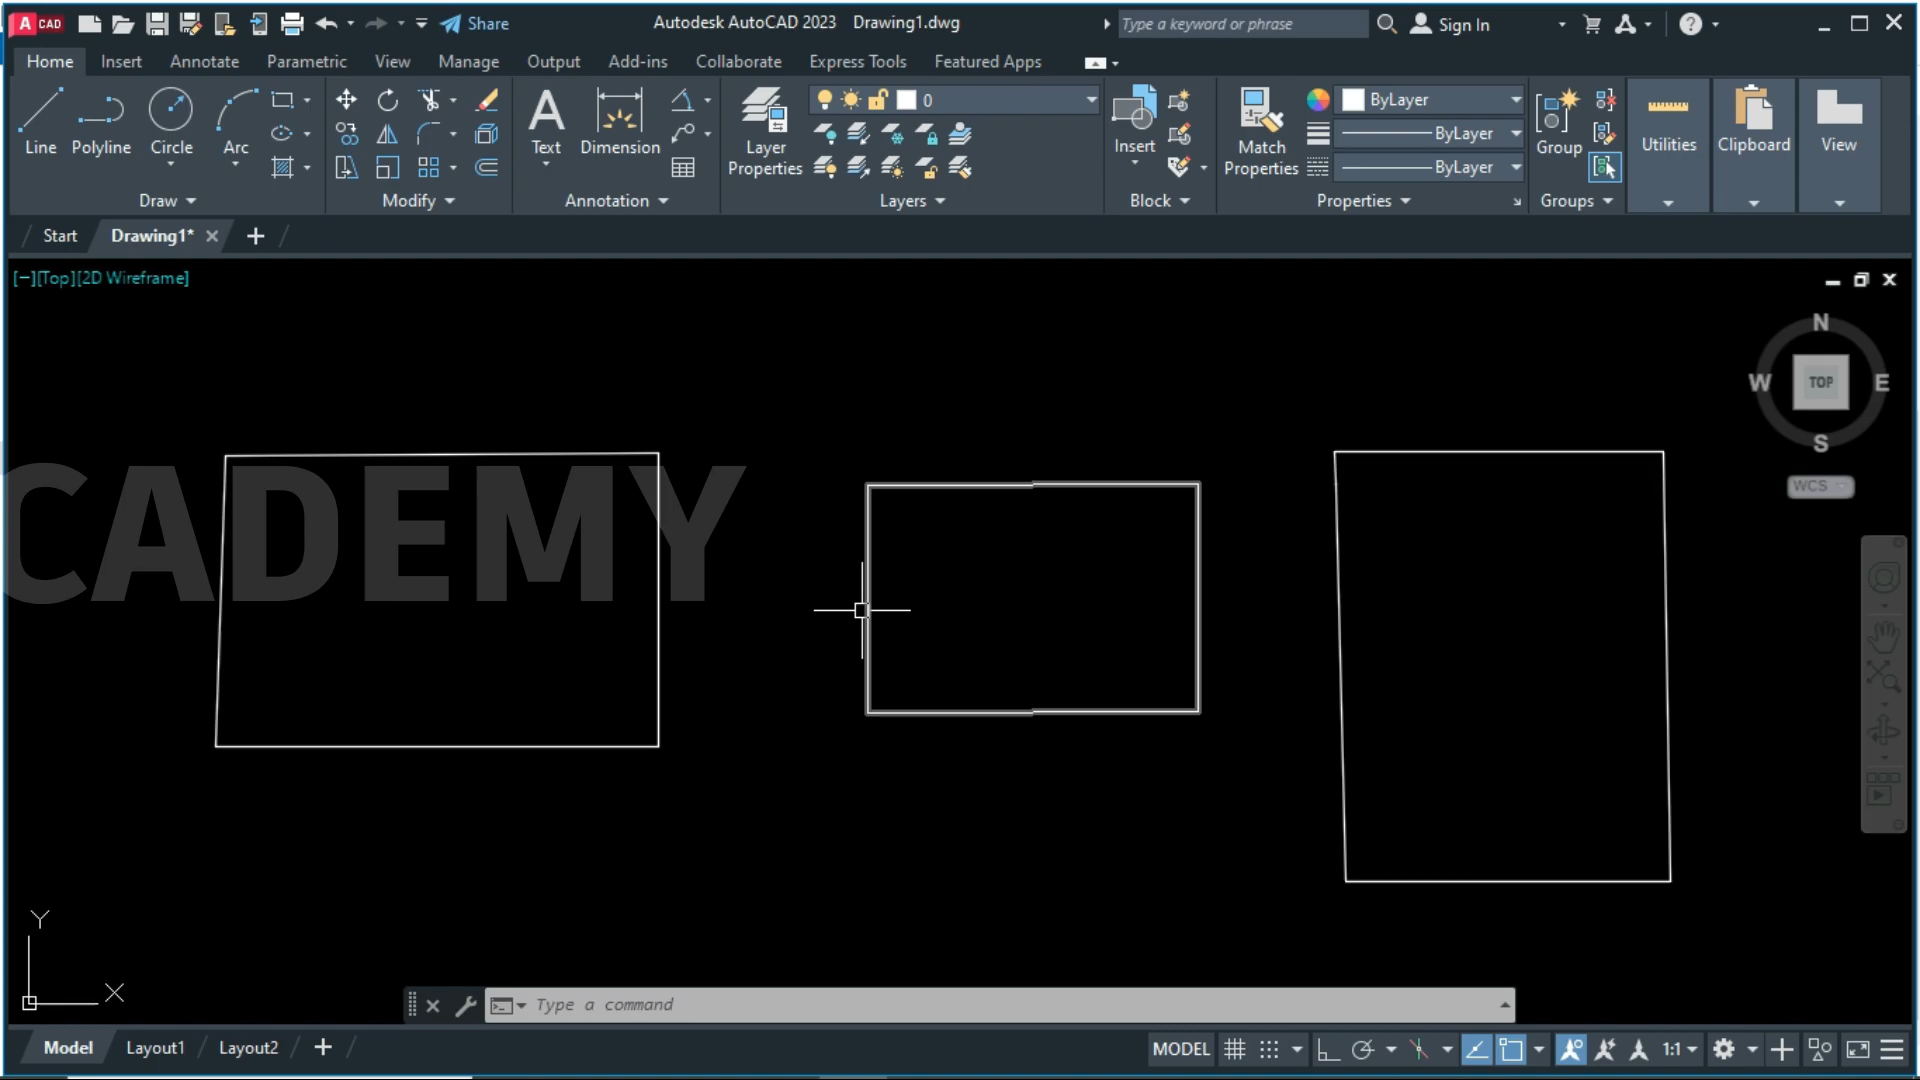 A CAD Share Autodesk AutoCAD 2023 Drawing1.dwg Type a keyword or phrase Sign In
Home Insert Annotate Parametric View Manage Output Add-ins Collaborate Express Tools Featured Apps
0 ByLayer
ByLayer
Line Polyline Circle Arc Text Dimension Layer Properties Insert Match Properties ByLayer Group Utilities Clipboard View
Draw Modify Annotation Layers Block Properties Groups
Start Drawing1* +
[−][Top][2D Wireframe]
N
W TOP E
S
WCS
CADEMY
Y
X
Type a command
Model Layout1 Layout2 + MODEL 1:1